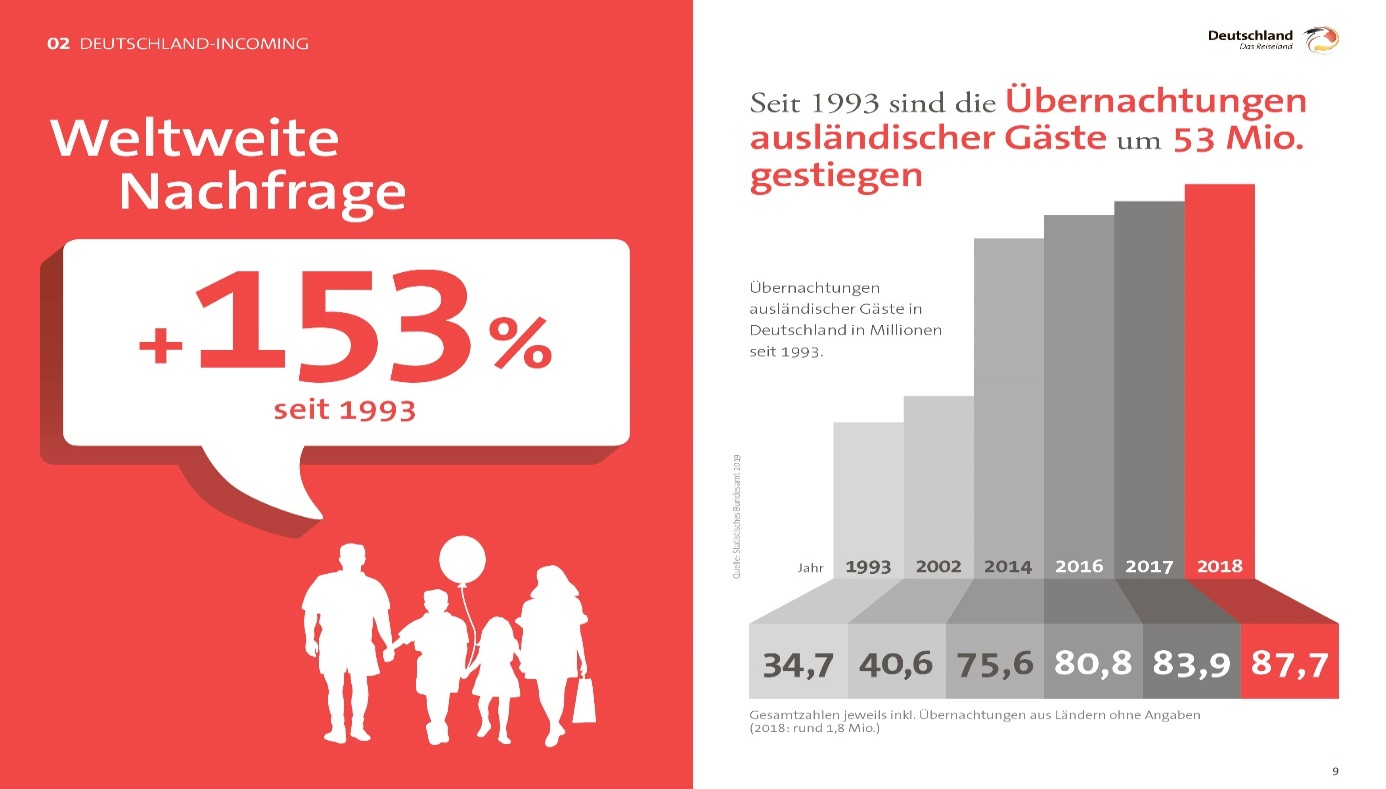 02 DEUTSCHLAND-INCOMING
Weltweite
Nachfrage
+153 %
seit 1993
Deutschland
Das Reiseland
Seit 1993 sind die Übernachtungen
ausländischer Gäste um 53 Mio.
gestiegen
Übernachtungen
ausländischer Gäste in
Deutschland in Millionen
seit 1993.
Quelle: Statistisches Bundesamt 2019
Jahr 1993 2002 2014 2016 2017 2018
34,7 40,6 75,6 80,8 83,9 87,7
Gesamtzahlen jeweils inkl. Übernachtungen aus Ländern ohne Angaben
(2018: rund 1,8 Mio.)
9